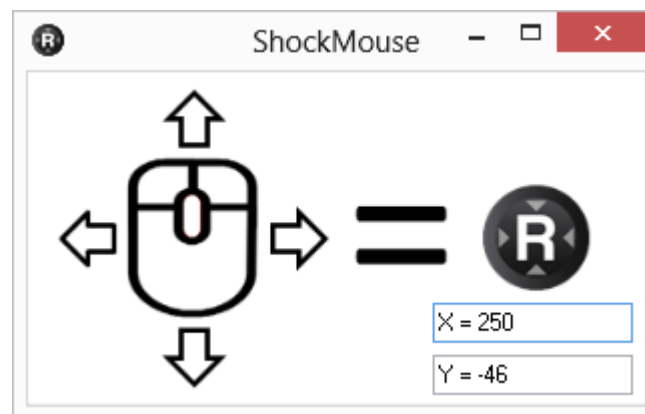 ShockMouse
R
X = 250
Y = -46